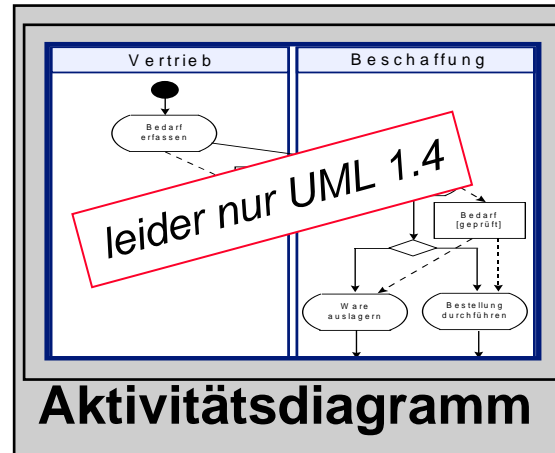 Vertrieb
Beschaffung
Bedarf
erfassen
leider nur UML 1.4
Bedarf
[geprüft]
Ware
auslagern
Bestellung
durchführen
Aktivitätsdiagramm